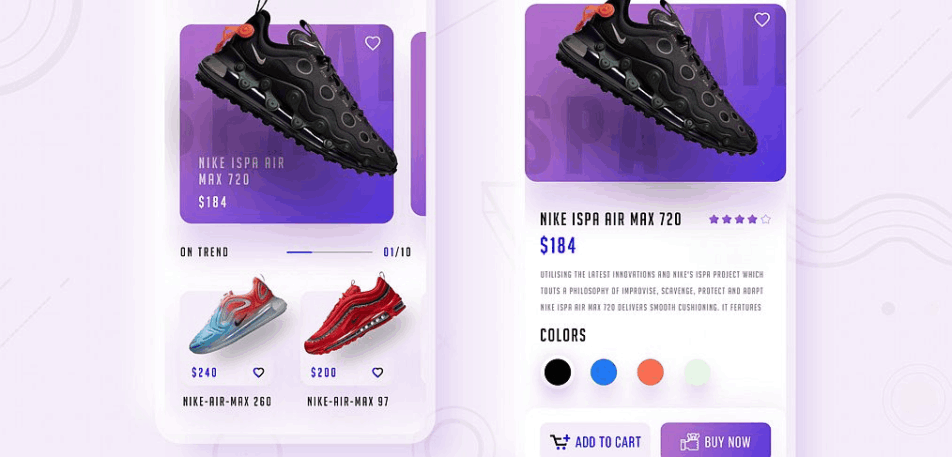 NIKE ISPA AIR
MAX 720
$184
ON TREND
01/10
$240
$200
NIKE-AIR-MAX 260
NIKE-AIR-MAX 97
ISPA
NIKE ISPA AIR MAX 720
$184
UTILISING THE LATEST INNOVATIONS AND NIKE'S ISPA PROJECT WHICH
TOUTS A PHILOSOPHY OF IMPROVISE, SCAVENGE, PROTECT AND ADAPT
NIKE ISPA AIR MAX 720 DELIVERS SMOOTH CUSHIONING. IT FEATURES
COLORS
ADD TO CART
BUY NOW